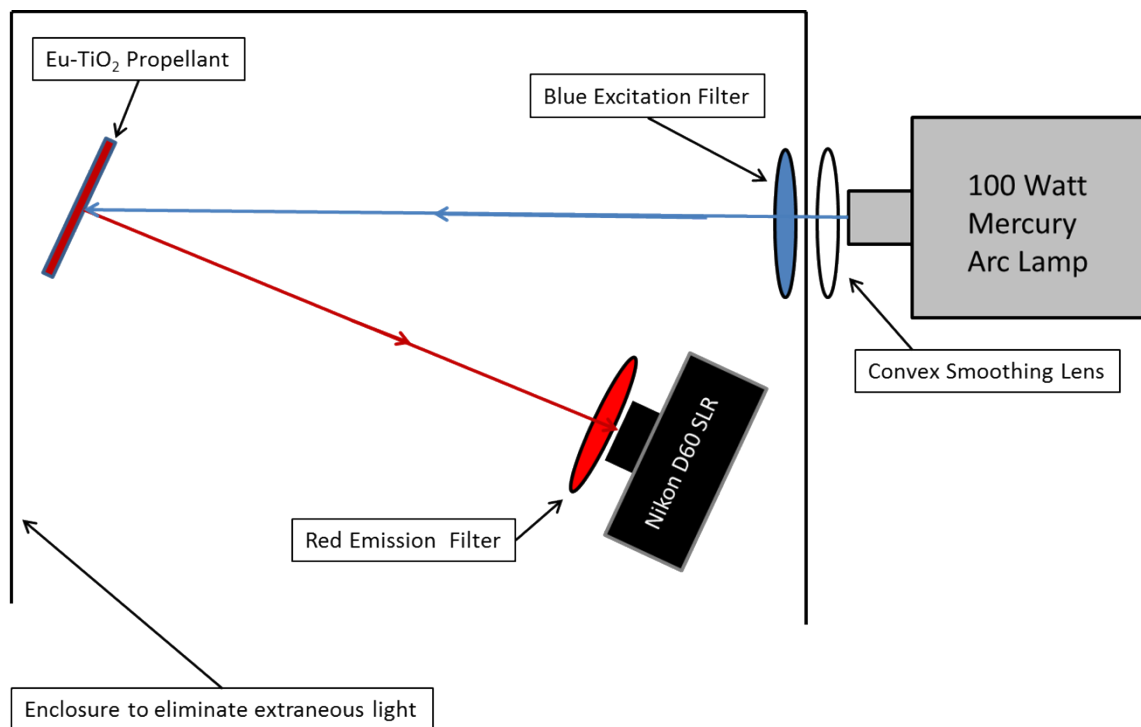 Eu-TiO₂ Propellant
Blue Excitation Filter
100 Watt
Mercury
Arc Lamp
Convex Smoothing Lens
Nikon D60 SLR
Red Emission Filter
Enclosure to eliminate extraneous light